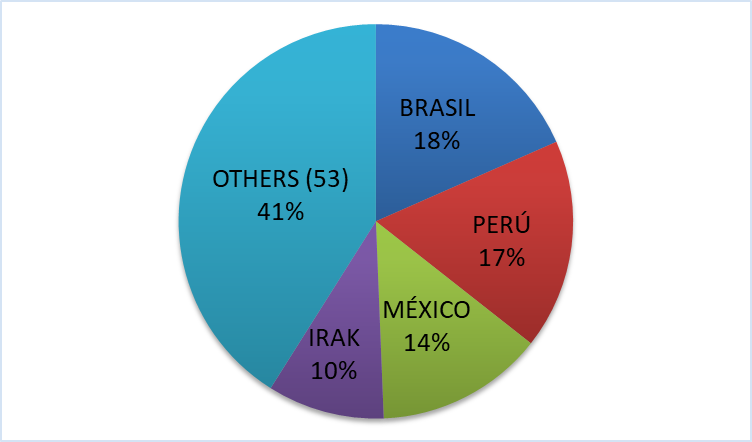 BRASIL
18%
PERÚ
17%
MÉXICO
14%
IRAK
10%
OTHERS (53)
41%